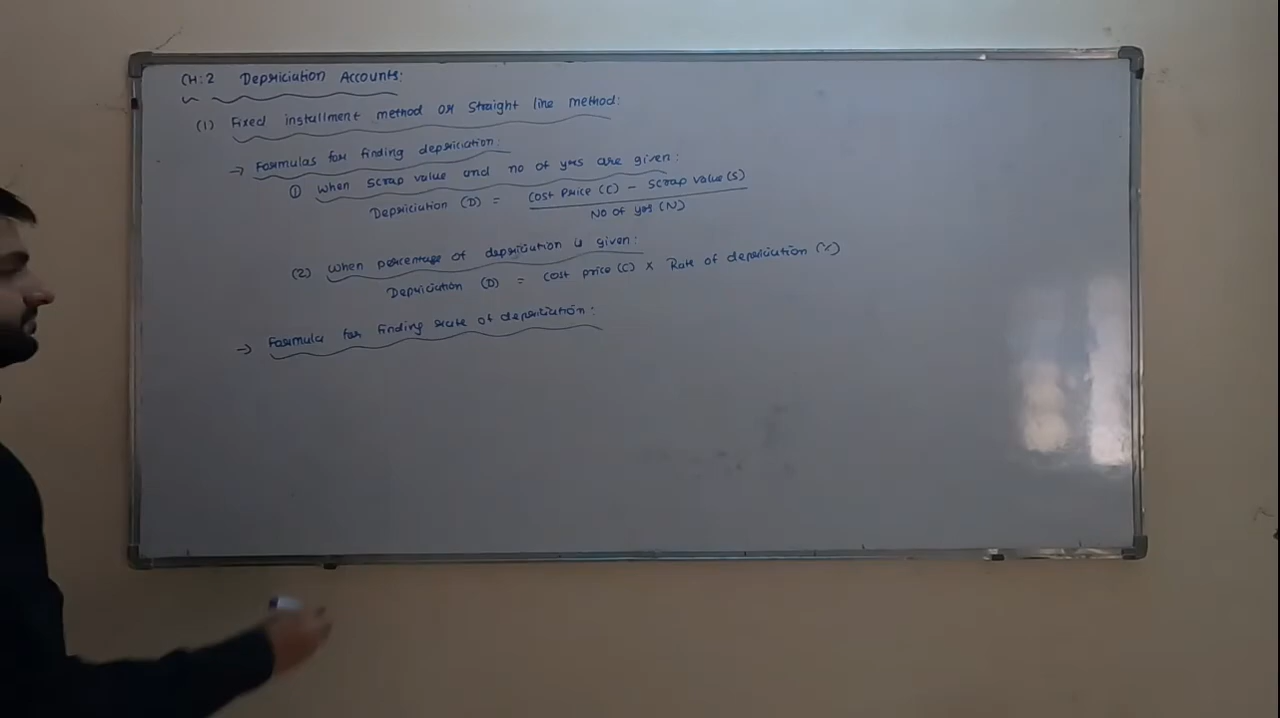 CH:2 Depriciation Accounts:
(1) Fixed installment method or Straight line method:
→ Formulas for finding depriciation:
① When scrap value and no of yrs are given:
Depriciation (D) = Cost Price (C) - Scrap value (S)
No of yrs (N)
(2) When percentage of depriciation is given:
Depriciation (D) = Cost price (C) × Rate of depriciation (%)
→ Formula for finding rate of depriciation: